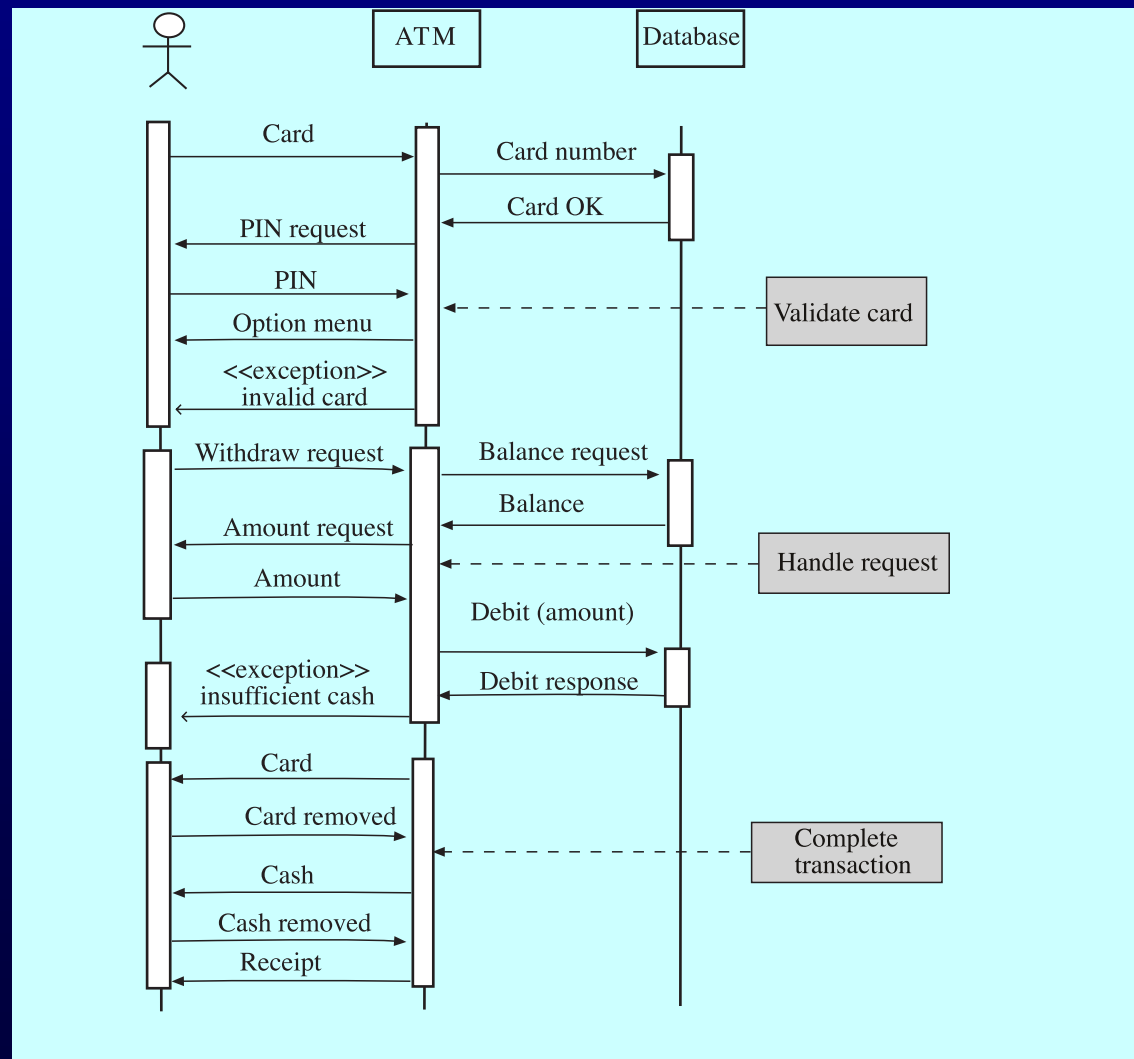 ATM
Database
Card
Card number
Card OK
PIN request
PIN
Validate card
Option menu
<<exception>>
invalid card
Withdraw request
Balance request
Balance
Amount request
Handle request
Amount
Debit (amount)
<<exception>>
insufficient cash
Debit response
Card
Card removed
Complete
transaction
Cash
Cash removed
Receipt